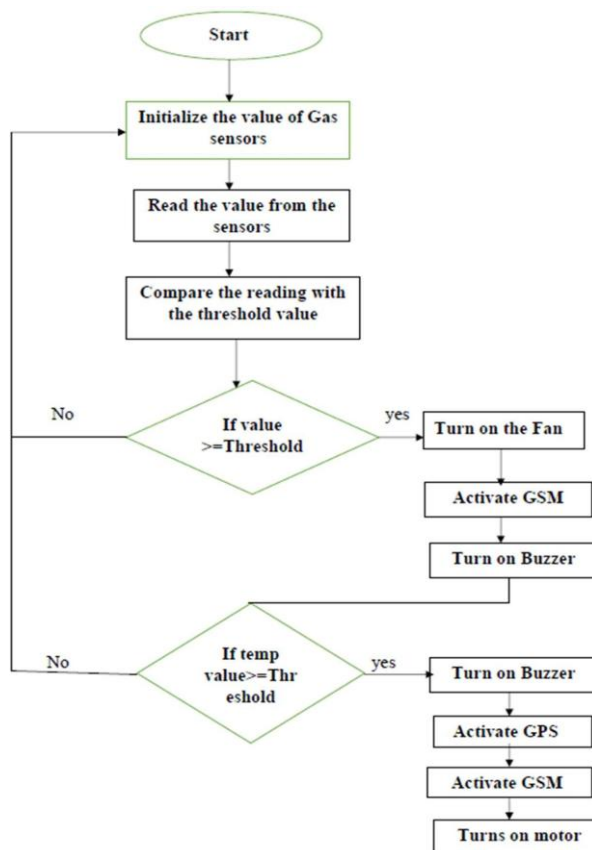 Start
Initialize the value of Gas
sensors
Read the value from the
sensors
Compare the reading with
the threshold value
No
If value
>=Threshold
yes
Turn on the Fan
Activate GSM
Turn on Buzzer
No
If temp
value>=Thr
eshold
yes
Turn on Buzzer
Activate GPS
Activate GSM
Turns on motor